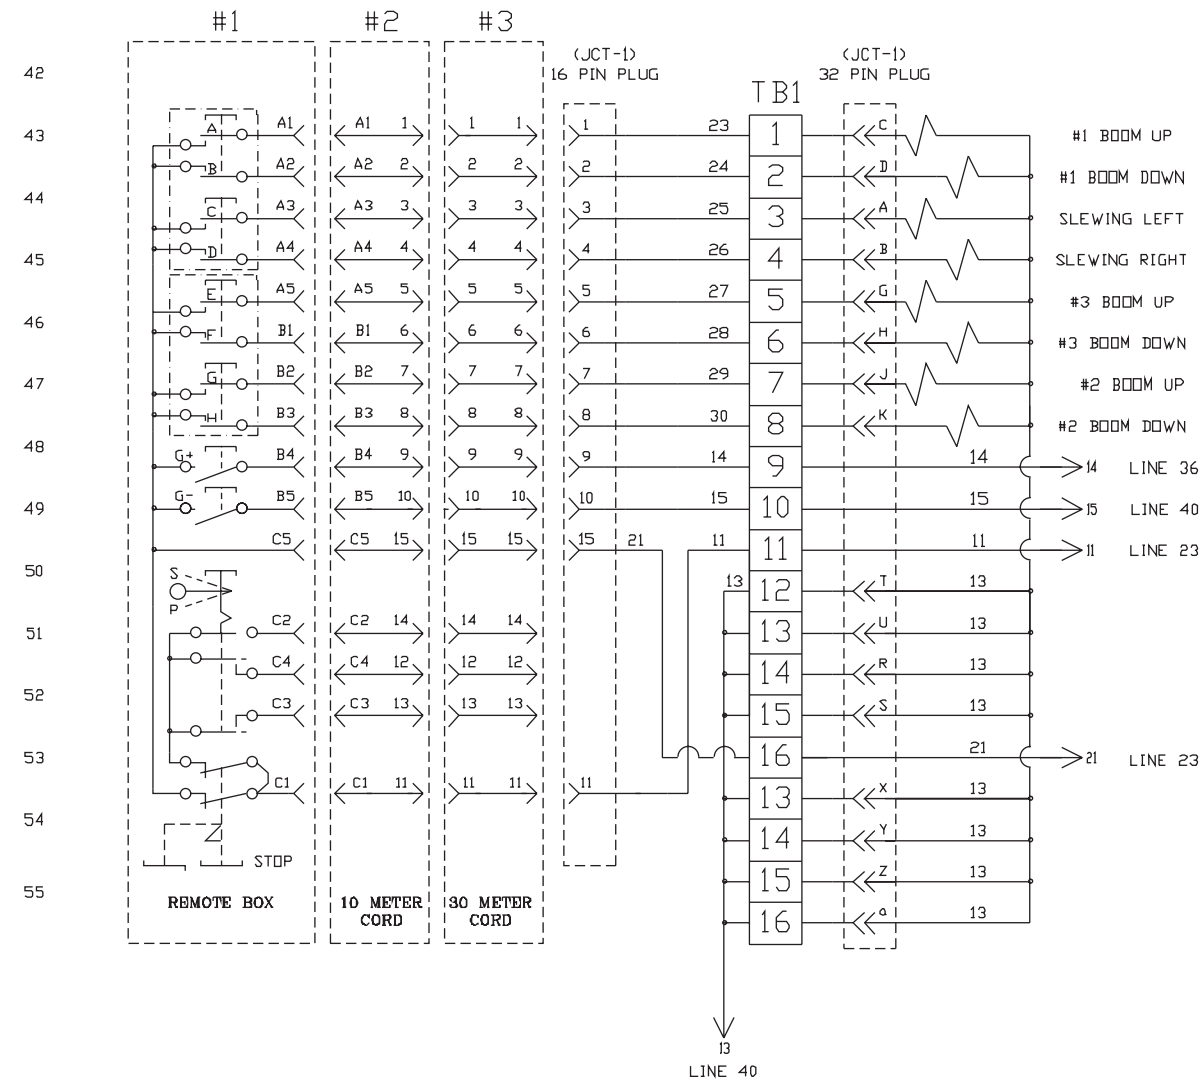 #1 #2 #3
(JCT-1) (JCT-1)
42 16 PIN PLUG 32 PIN PLUG
TB1
43 A A1 A1 1 1 1 1 23 1 C #1 BOOM UP
B A2 A2 2 2 2 2 24 2 D #1 BOOM DOWN
44
C A3 A3 3 3 3 3 25 3 A SLEWING LEFT
45 D A4 A4 4 4 4 4 26 4 B SLEWING RIGHT
E A5 A5 5 5 5 5 27 5 G #3 BOOM UP
46
F B1 B1 6 6 6 6 28 6 H #3 BOOM DOWN
47 G B2 B2 7 7 7 7 29 7 J #2 BOOM UP
H B3 B3 8 8 8 8 30 8 K #2 BOOM DOWN
48
G+ B4 B4 9 9 9 9 14 9 14 14 LINE 36
49 G- B5 B5 10 10 10 10 15 10 15 15 LINE 40
C5 C5 15 15 15 15 21 11 11 11 11 LINE 23
50
S 13 12 T 13
P
51 C2 C2 14 14 14 13 U 13
C4 C4 12 12 12 14 R 13
52
C3 C3 13 13 13 15 S 13
53 16 21 21 LINE 23
C1 C1 11 11 11 11 13 X 13
54
14 Y 13
STOP
15 Z 13
55
REMOTE BOX 10 METER CORD 30 METER CORD
16 a 13
13
LINE 40